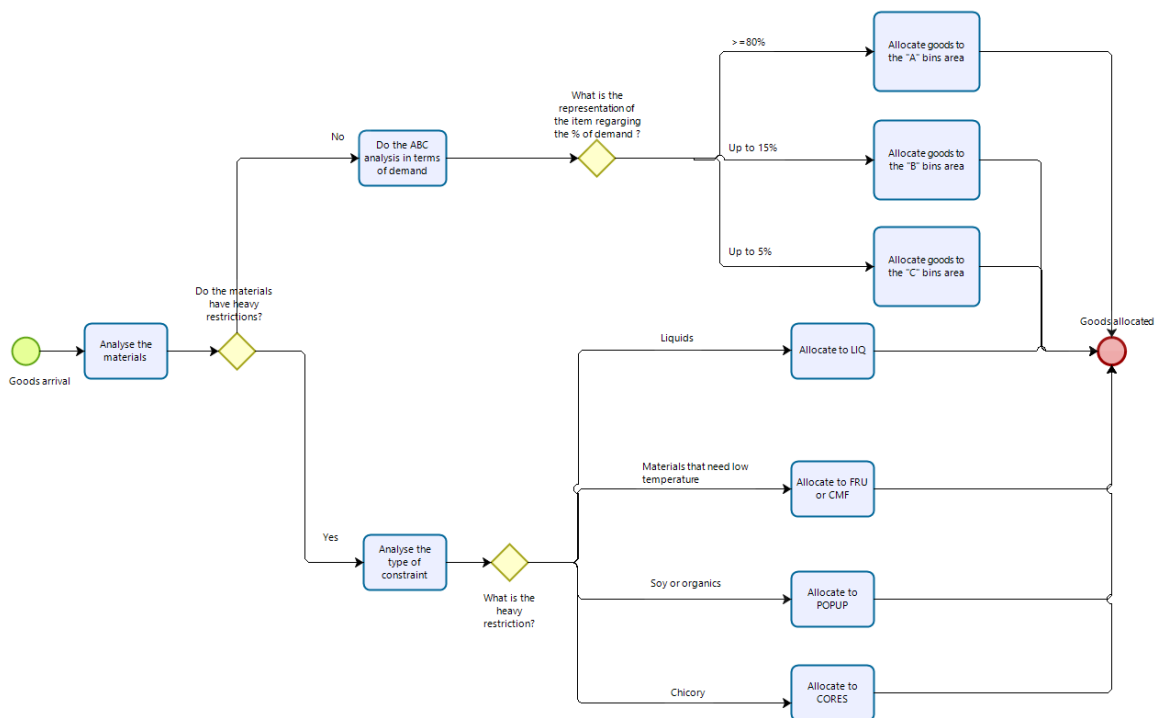 >=80%
Allocate goods to
the "A" bins area
What is the
representation of
the item regarging
the % of demand ?
No
Do the ABC
analysis in terms
of demand
Up to 15%
Allocate goods to
the "B" bins area
Up to 5%
Allocate goods to
the "C" bins area
Do the materials
have heavy
restrictions?
Goods allocated
Analyse the
materials
Goods arrival
Liquids
Allocate to LIQ
Materials that need low
temperature
Allocate to FRU
or CMF
Yes
Analyse the
type of
constraint
What is the
heavy
restriction?
Soy or organics
Allocate to
POPUP
Chicory
Allocate to
CORES